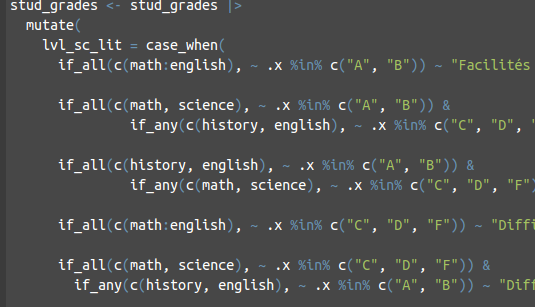 stud_grades <- stud_grades |>
mutate(
lvl_sc_lit = case_when(
if_all(c(math:english), ~ .x %in% c("A", "B")) ~ "Facilités
if_all(c(math, science), ~ .x %in% c("A", "B")) &
if_any(c(history, english), ~ .x %in% c("C", "D", "
if_all(c(history, english), ~ .x %in% c("A", "B")) &
if_any(c(math, science), ~ .x %in% c("C", "D", "F")
if_all(c(math:english), ~ .x %in% c("C", "D", "F")) ~ "Diffi
if_all(c(math, science), ~ .x %in% c("C", "D", "F")) &
if_any(c(history, english), ~ .x %in% c("A", "B")) ~ "Dif